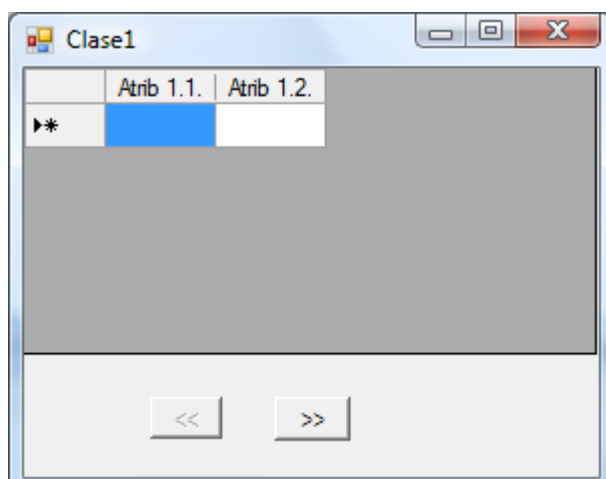 Clase1
Atrib 1.1. Atrib 1.2.
<< >>